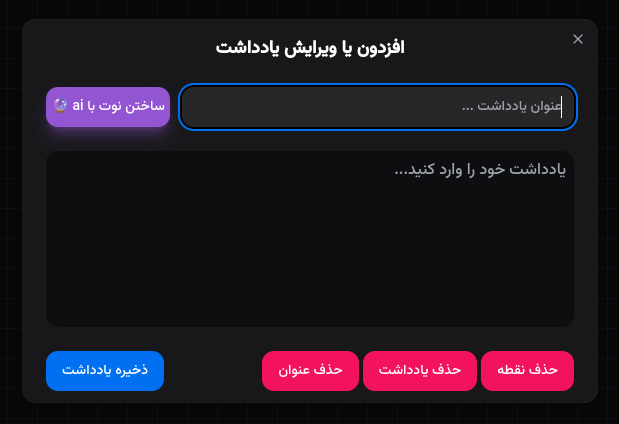 افزدون یا ویرایش یادداشت
عنوان یادداشت ...
ساختن نوت با ai 🔮
یادداشت خود را وارد کنید...
حذف نقطه
حذف یادداشت
حذف عنوان
ذخیره یادداشت